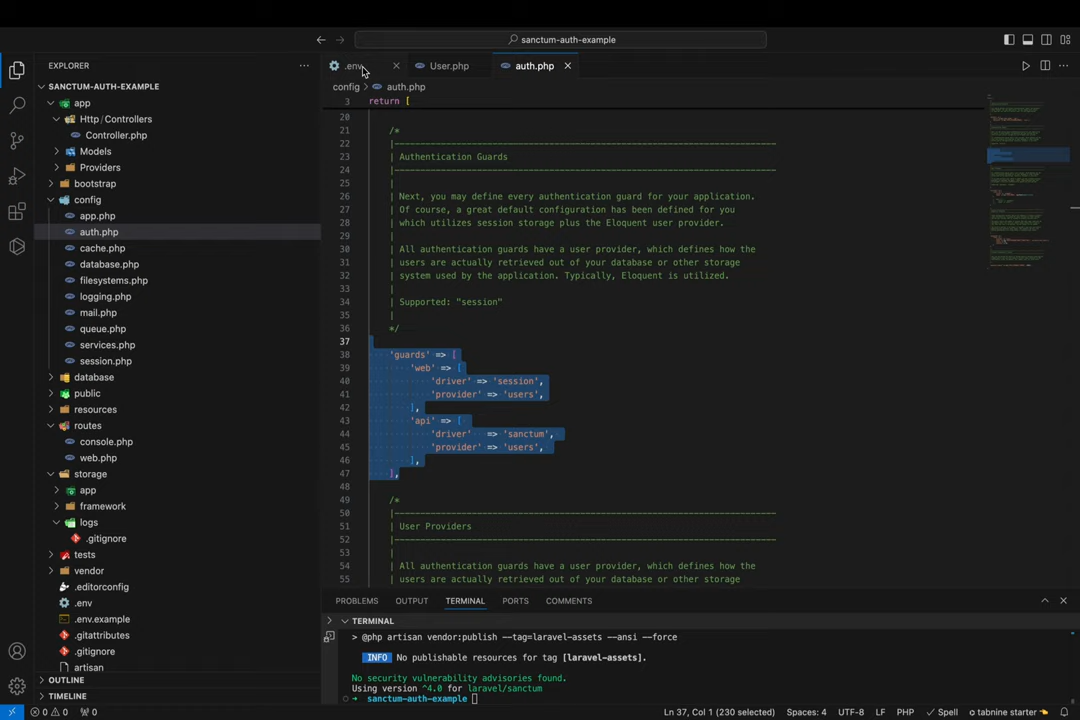 sanctum-auth-example
EXPLORER
SANCTUM-AUTH-EXAMPLE
app
Http / Controllers
Controller.php
Models
Providers
bootstrap
config
app.php
auth.php
cache.php
database.php
filesystems.php
logging.php
mail.php
queue.php
services.php
session.php
database
public
resources
routes
console.php
web.php
storage
app
framework
logs
.gitignore
tests
vendor
.editorconfig
.env
.env.example
.gitattributes
.gitignore
artisan
OUTLINE
TIMELINE
.env
User.php
auth.php
config > auth.php
3 return [
20
21 /*
22 |--------------------------------------------------------------------------
23 | Authentication Guards
24 |--------------------------------------------------------------------------
25 |
26 | Next, you may define every authentication guard for your application.
27 | Of course, a great default configuration has been defined for you
28 | which utilizes session storage plus the Eloquent user provider.
29 |
30 | All authentication guards have a user provider, which defines how the
31 | users are actually retrieved out of your database or other storage
32 | system used by the application. Typically, Eloquent is utilized.
33 |
34 | Supported: "session"
35 |
36 */
37
38 'guards' => [
39 'web' => [
40 'driver' => 'session',
41 'provider' => 'users',
42 ],
43 'api' => [
44 'driver' => 'sanctum',
45 'provider' => 'users',
46 ],
47 ],
48
49 /*
50 |--------------------------------------------------------------------------
51 | User Providers
52 |--------------------------------------------------------------------------
53 |
54 | All authentication guards have a user provider, which defines how the
55 | users are actually retrieved out of your database or other storage
PROBLEMS OUTPUT TERMINAL PORTS COMMENTS
TERMINAL
> @php artisan vendor:publish --tag=laravel-assets --ansi --force
INFO No publishable resources for tag [laravel-assets].
No security vulnerability advisories found.
Using version ^4.0 for laravel/sanctum
→ sanctum-auth-example
0 0 0 Ln 37, Col 1 (230 selected) Spaces: 4 UTF-8 LF PHP Spell tabnine starter